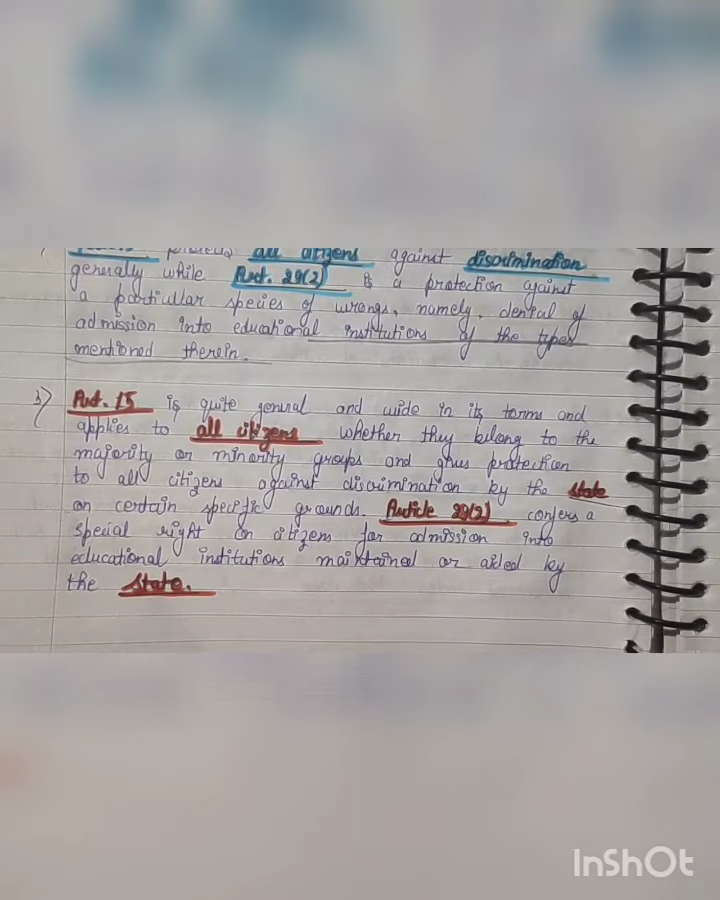 all citizens against discrimination
generally while Art. 29(2) is a protection against
a particular species of wrongs, namely, denial of
admission into educational institutions of the types
mentioned therein.
3) Art. 15 is quite general and wide in its terms and
applies to all citizens whether they belong to the
majority or minority groups and gives protection
to all citizens against discrimination by the state
on certain specific grounds. Article 29(2) confers a
special right on citizens for admission into
educational institutions maintained or aided by
the State.
InShOt